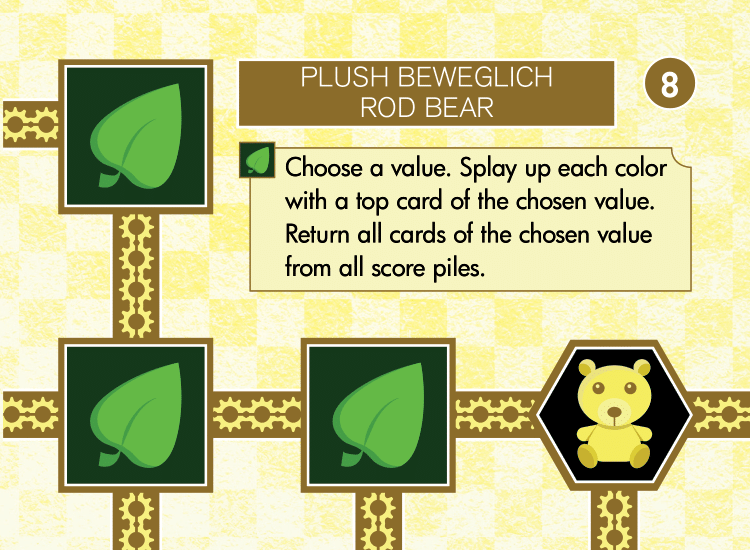 PLUSH BEWEGLICH
ROD BEAR
8
Choose a value. Splay up each color
with a top card of the chosen value.
Return all cards of the chosen value
from all score piles.